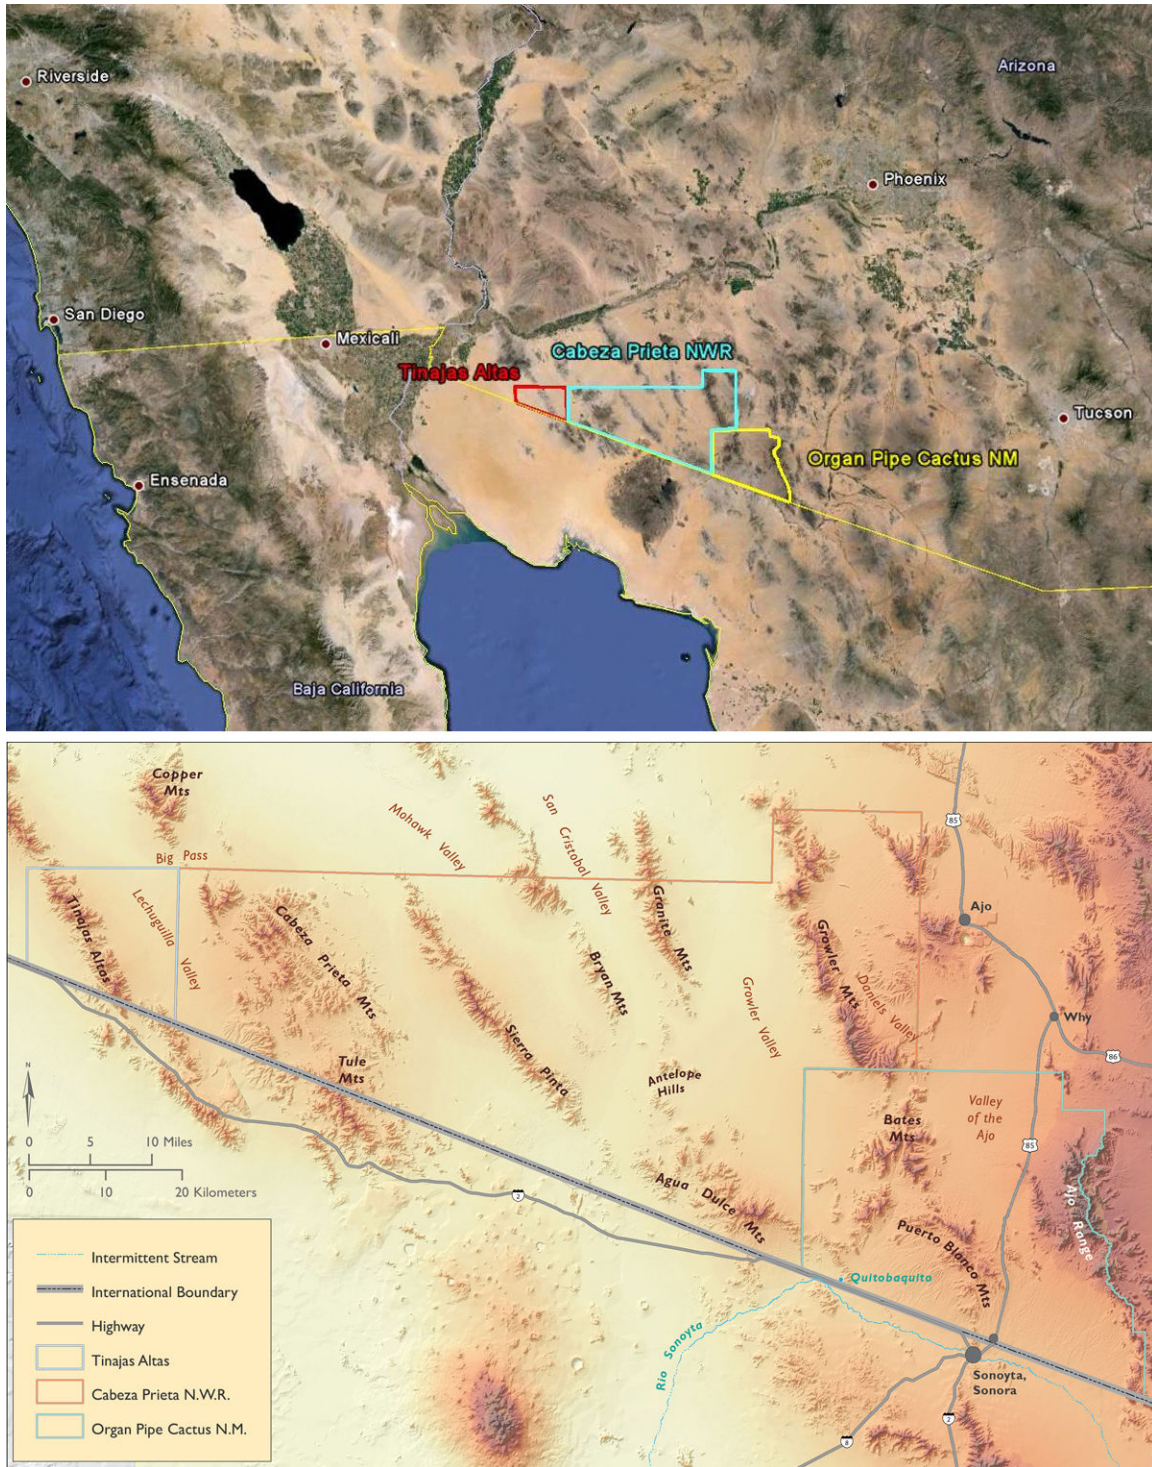 Riverside
Arizona
Phoenix
San Diego
Mexicali
Cabeza Prieta NWR
Tinajas Altas
Tucson
Organ Pipe Cactus NM
Ensenada
Baja California
Copper
Mts
Mohawk Valley
San Cristobal Valley
85
Big Pass
Tinajas Altas
Lechuguilla Valley
Cabeza Prieta Mts
Granite Mts
Ajo
Growler Mts
Bryan Mts
Daniels Valley
Growler Valley
Sierra Pinta
Why
86
Tule
Mts
Antelope
Hills
N
Valley
of the
Ajo
Bates
Mts
85
0 5 10 Miles
0 10 20 Kilometers
2
Agua Dulce Mts
Ajo Range
Puerto Blanco Mts
Quitobaquito
Rio Sonoyta
Sonoyta,
Sonora
2
8
Intermittent Stream
International Boundary
Highway
Tinajas Altas
Cabeza Prieta N.W.R.
Organ Pipe Cactus N.M.